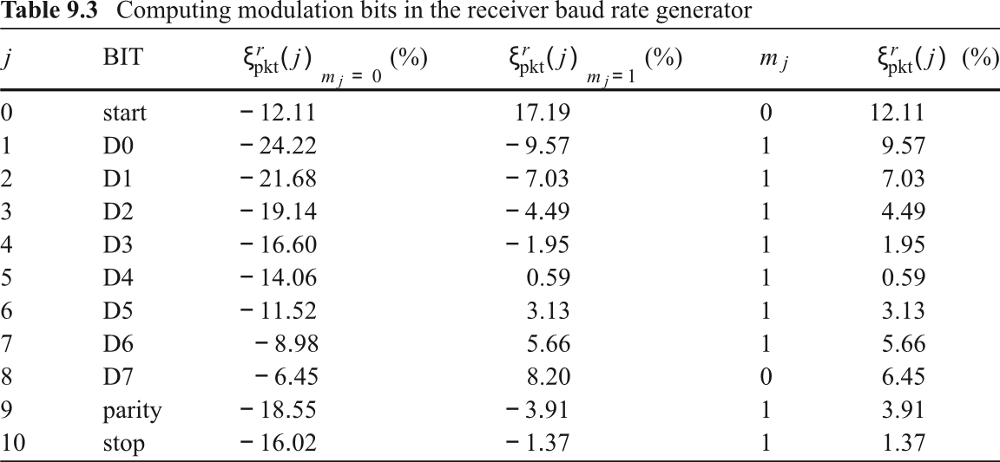 Table 9.3 Computing modulation bits in the receiver baud rate generator
j BIT ξʳpkt(j) mj = 0 (%) ξʳpkt(j) mj=1 (%) mj ξʳpkt(j) (%)
0 start −12.11 17.19 0 12.11
1 D0 −24.22 −9.57 1 9.57
2 D1 −21.68 −7.03 1 7.03
3 D2 −19.14 −4.49 1 4.49
4 D3 −16.60 −1.95 1 1.95
5 D4 −14.06 0.59 1 0.59
6 D5 −11.52 3.13 1 3.13
7 D6 −8.98 5.66 1 5.66
8 D7 −6.45 8.20 0 6.45
9 parity −18.55 −3.91 1 3.91
10 stop −16.02 −1.37 1 1.37